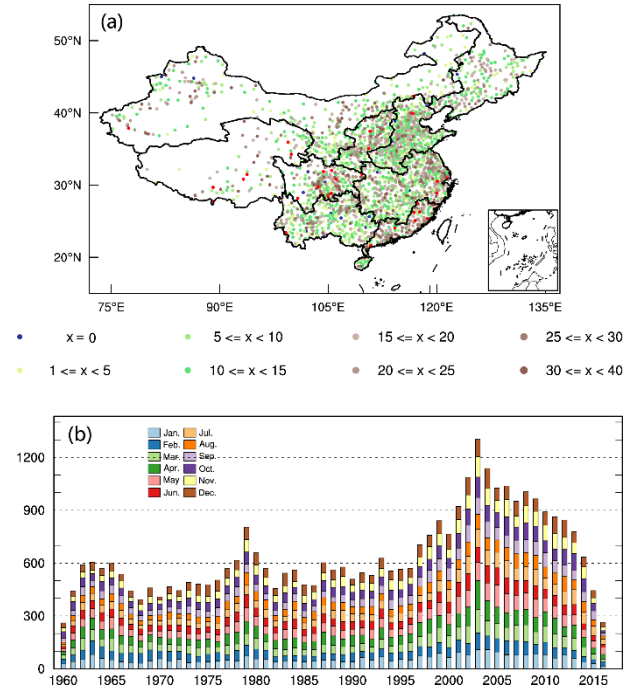 (a)
50°N
40°N
30°N
20°N
75°E 90°E 105°E 120°E 135°E
x = 0 5 <= x < 10 15 <= x < 20 25 <= x < 30
1 <= x < 5 10 <= x < 15 20 <= x < 25 30 <= x < 40
(b)
Jan. Jul.
Feb. Aug.
Mar. Sep.
Apr. Oct.
May Nov.
Jun. Dec.
1200
900
600
300
0
1960 1965 1970 1975 1980 1985 1990 1995 2000 2005 2010 2015